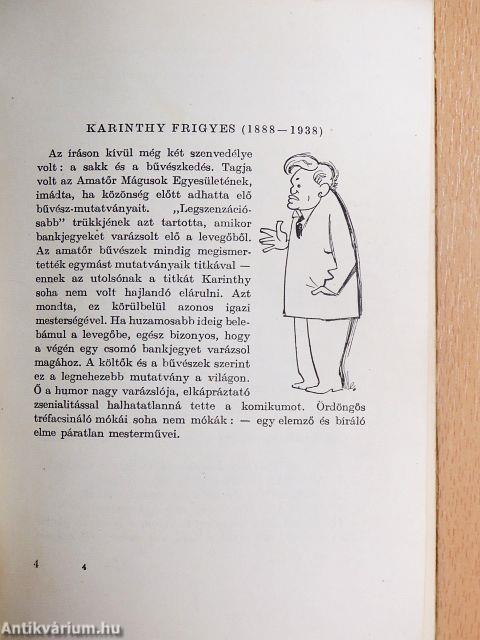 KARINTHY FRIGYES (1888—1938)
Az íráson kívül még két szenvedélye
volt: a sakk és a bűvészkedés. Tagja
volt az Amatőr Mágusok Egyesületének,
imádta, ha közönség előtt adhatta elő
bűvész-mutatványait. „Legszenzáció-
sabb” trükkjének azt tartotta, amikor
bankjegyekét varázsolt elő a levegőből.
Az amatőr bűvészek mindig megismer-
tették egymást mutatványaik titkával —
ennek az utolsónak a titkát Karinthy
soha nem volt hajlandó elárulni. Azt
mondta, ez körülbelül azonos igazi
mesterségével. Ha huzamosabb ideig bele-
bámul a levegőbe, egész bizonyos, hogy
a végén egy csomó bankjegyet varázsol
magához. A költők és a bűvészek szerint
ez a legnehezebb mutatvány a világon.
Ő a humor nagy varázslója, elkápráztató
zsenialitással halhatatlanná tette a komikumot. Ördöngős
tréfacsináló mókái soha nem mókák: — egy elemző és bíráló
elme páratlan mesterművei.
4 4
Antikvárium.hu